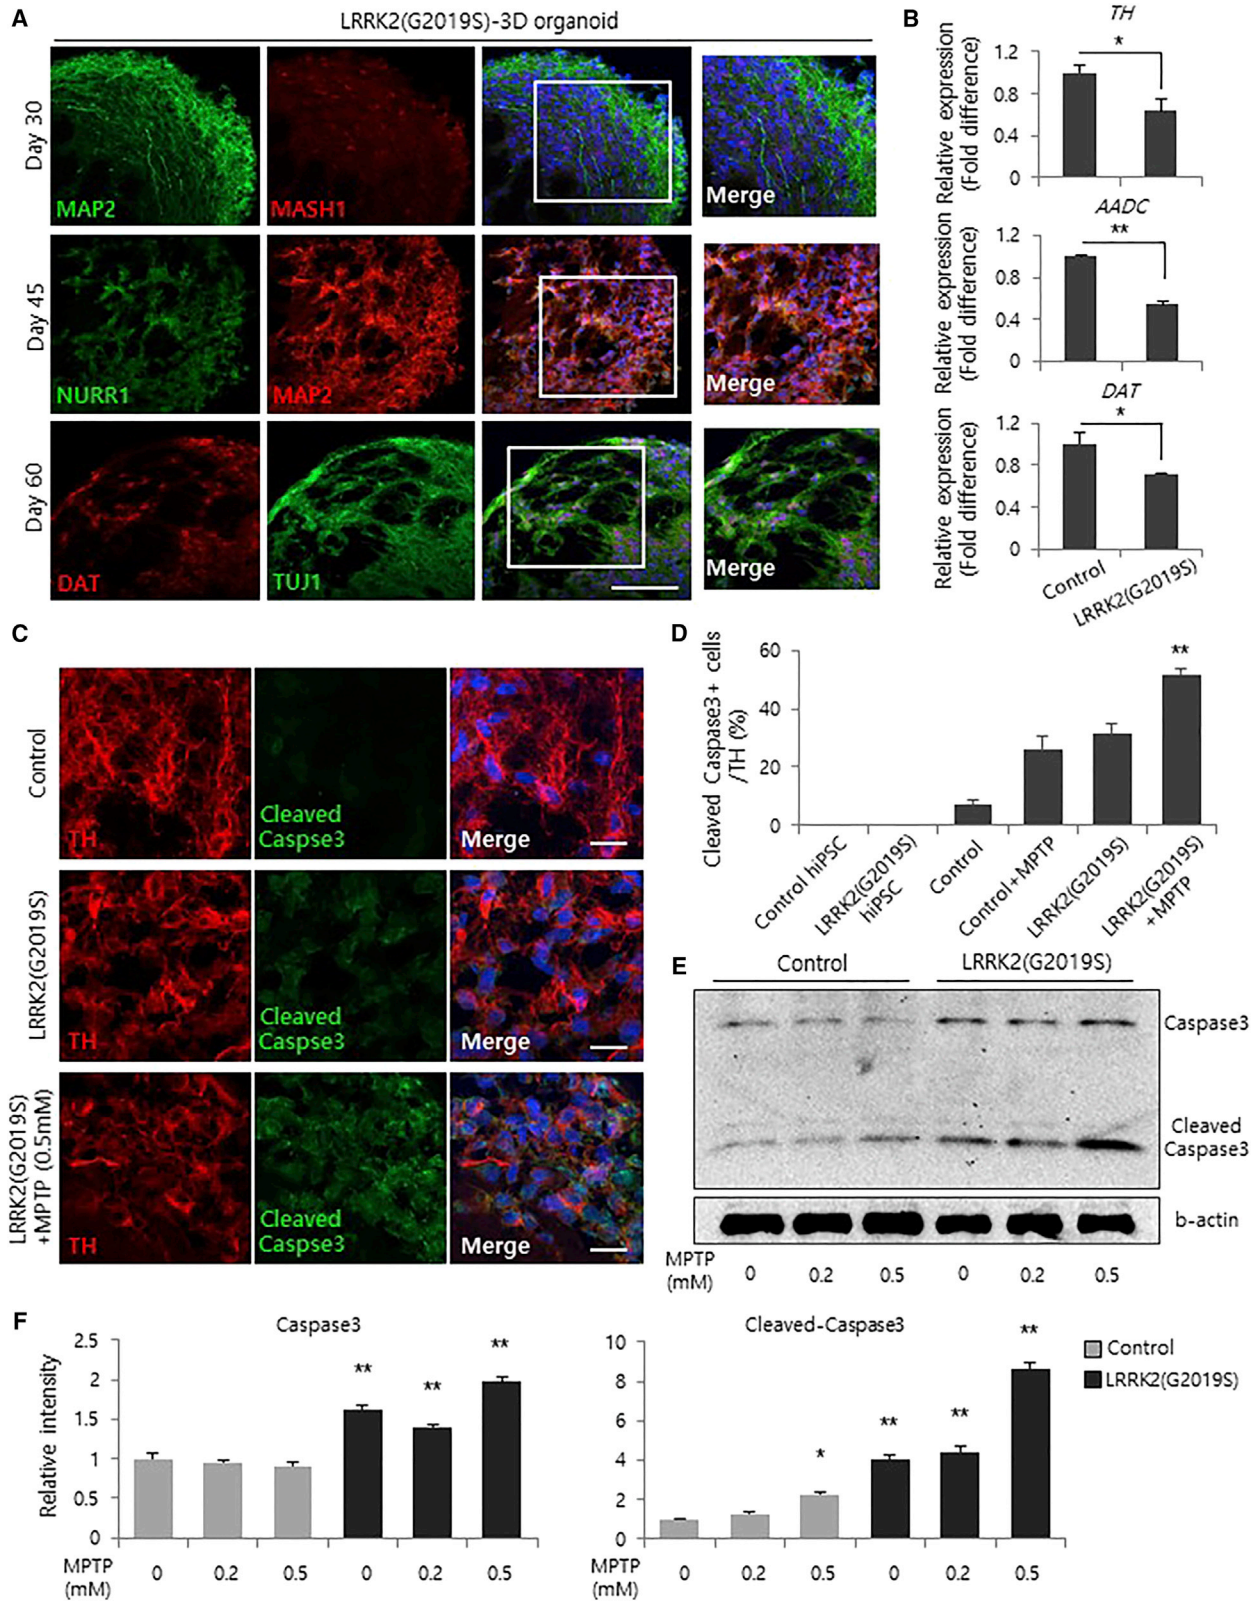 A
LRRK2(G2019S)-3D organoid
Day 30
MAP2
MASH1
Merge
Day 45
NURR1
MAP2
Merge
Day 60
DAT
TUJ1
Merge
B
TH
Relative expression
(Fold difference)
1.2
0.8
0.4
0
*
AADC
Relative expression
(Fold difference)
1.2
0.8
0.4
0
**
DAT
Relative expression
(Fold difference)
1.2
0.8
0.4
0
*
Control
LRRK2(G2019S)
C
Control
TH
Cleaved
Caspse3
Merge
LRRK2(G2019S)
TH
Cleaved
Caspse3
Merge
LRRK2(G2019S)
+MPTP (0.5mM)
TH
Cleaved
Caspse3
Merge
D
Cleaved Caspase3+ cells
/TH (%)
60
40
20
0
**
Control hiPSC
LRRK2(G2019S)
hiPSC
Control
Control+MPTP
LRRK2(G2019S)
LRRK2(G2019S)
+MPTP
E
Control
LRRK2(G2019S)
Caspase3
Cleaved
Caspase3
b-actin
MPTP
(mM)
0 0.2 0.5 0 0.2 0.5
F
Caspase3
Relative intensity
2.5
2
1.5
1
0.5
0
** ** **
MPTP
(mM)
0 0.2 0.5 0 0.2 0.5
Cleaved-Caspase3
10
8
6
4
2
0
* ** ** **
MPTP
(mM)
0 0.2 0.5 0 0.2 0.5
Control
LRRK2(G2019S)